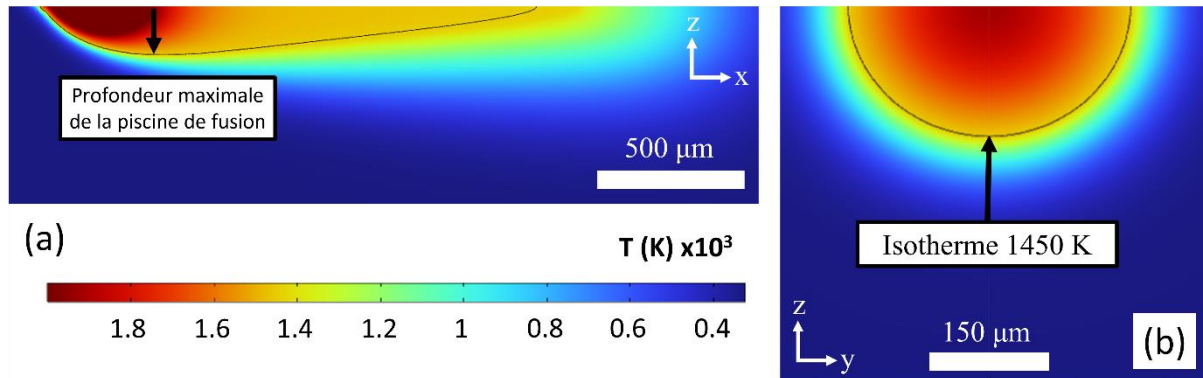 Profondeur maximale
de la piscine de fusion
z
x
500 μm
(a)
T (K) x10³
1.8 1.6 1.4 1.2 1 0.8 0.6 0.4
Isotherme 1450 K
z
y
150 μm
(b)